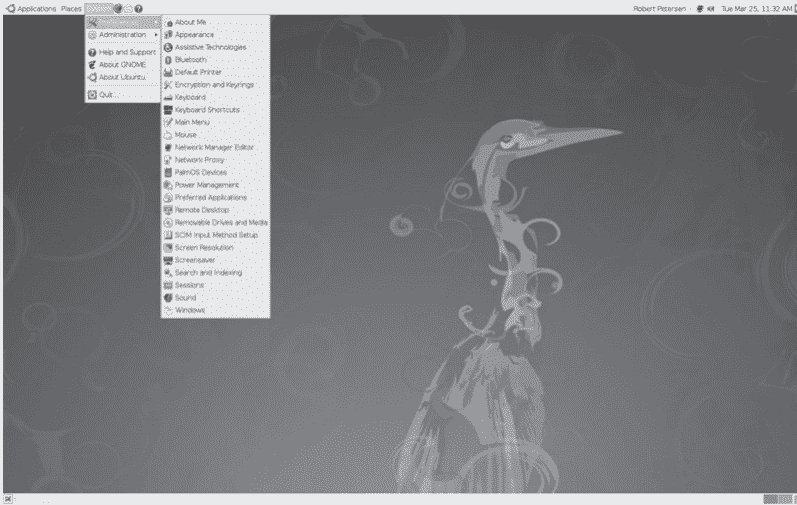 Applications Places
Robert Petersen
Tue Mar 25, 11:32 AM
Administration
Help and Support
About GNOME
About Ubuntu
Quit...
About Me
Appearance
Assistive Technologies
Bluetooth
Default Printer
Encryption and Keyrings
Keyboard
Keyboard Shortcuts
Main Menu
Mouse
Network Manager Editor
Network Proxy
PalmOS Devices
Power Management
Preferred Applications
Remote Desktop
Removable Drives and Media
SCIM Input Method Setup
Screen Resolution
Screensaver
Search and Indexing
Sessions
Sound
Windows